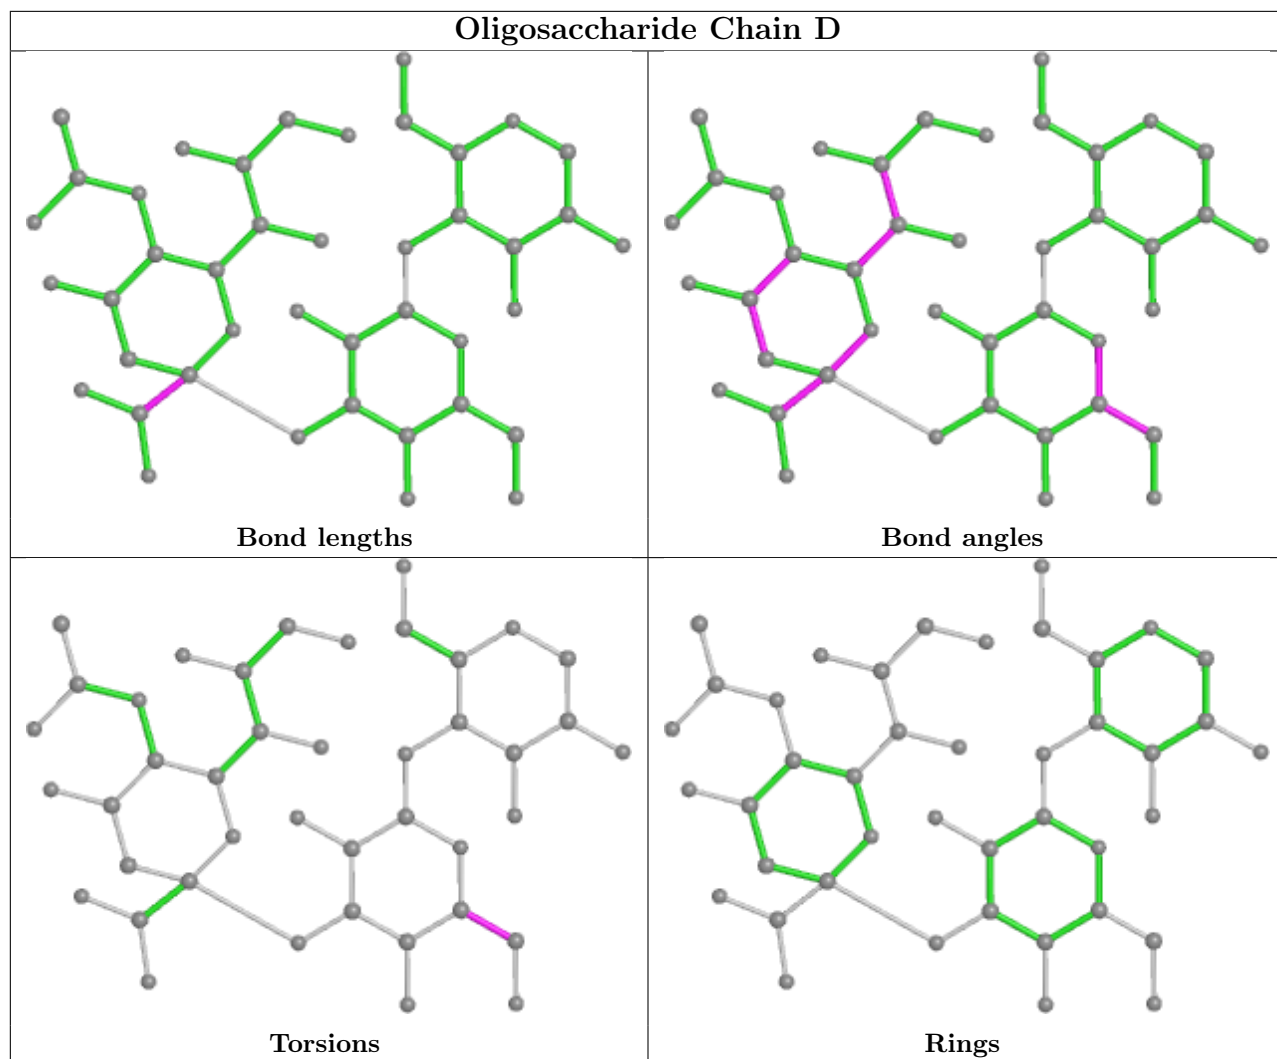 Oligosaccharide Chain D
Bond lengths
Bond angles
Torsions
Rings